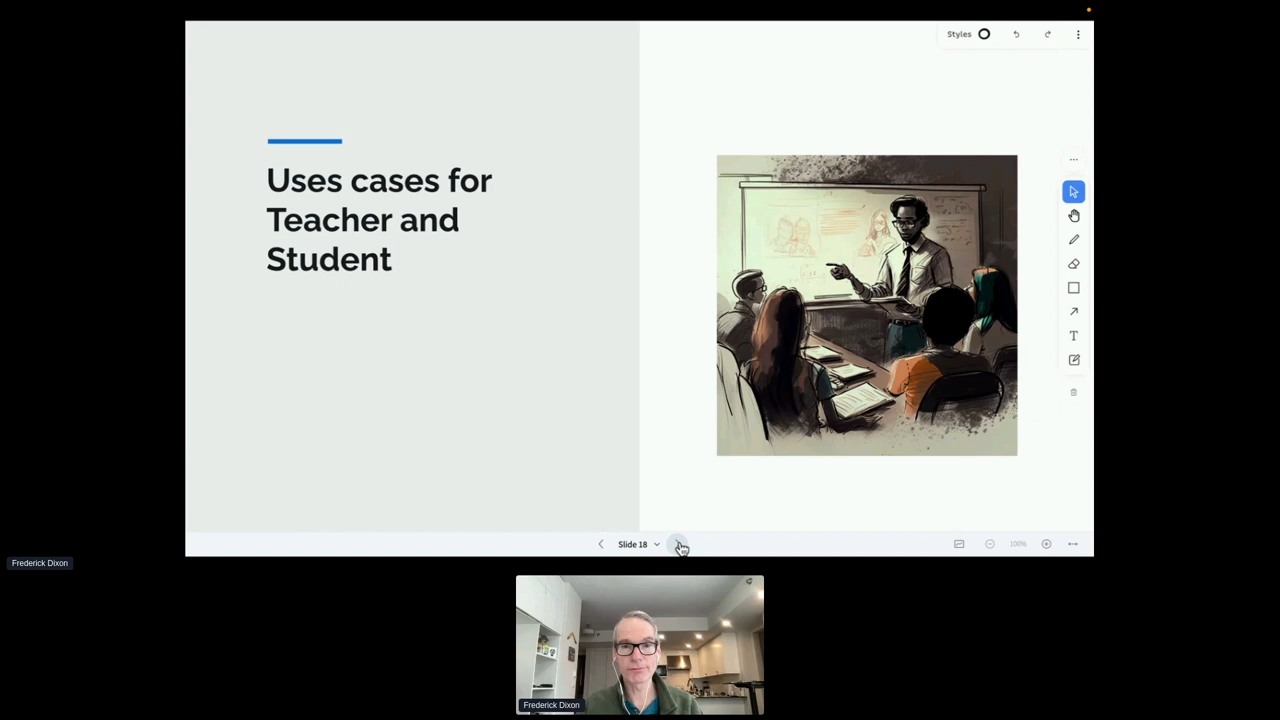 Styles
Uses cases for
Teacher and
Student
T
Slide 18
100%
Frederick Dixon
Frederick Dixon